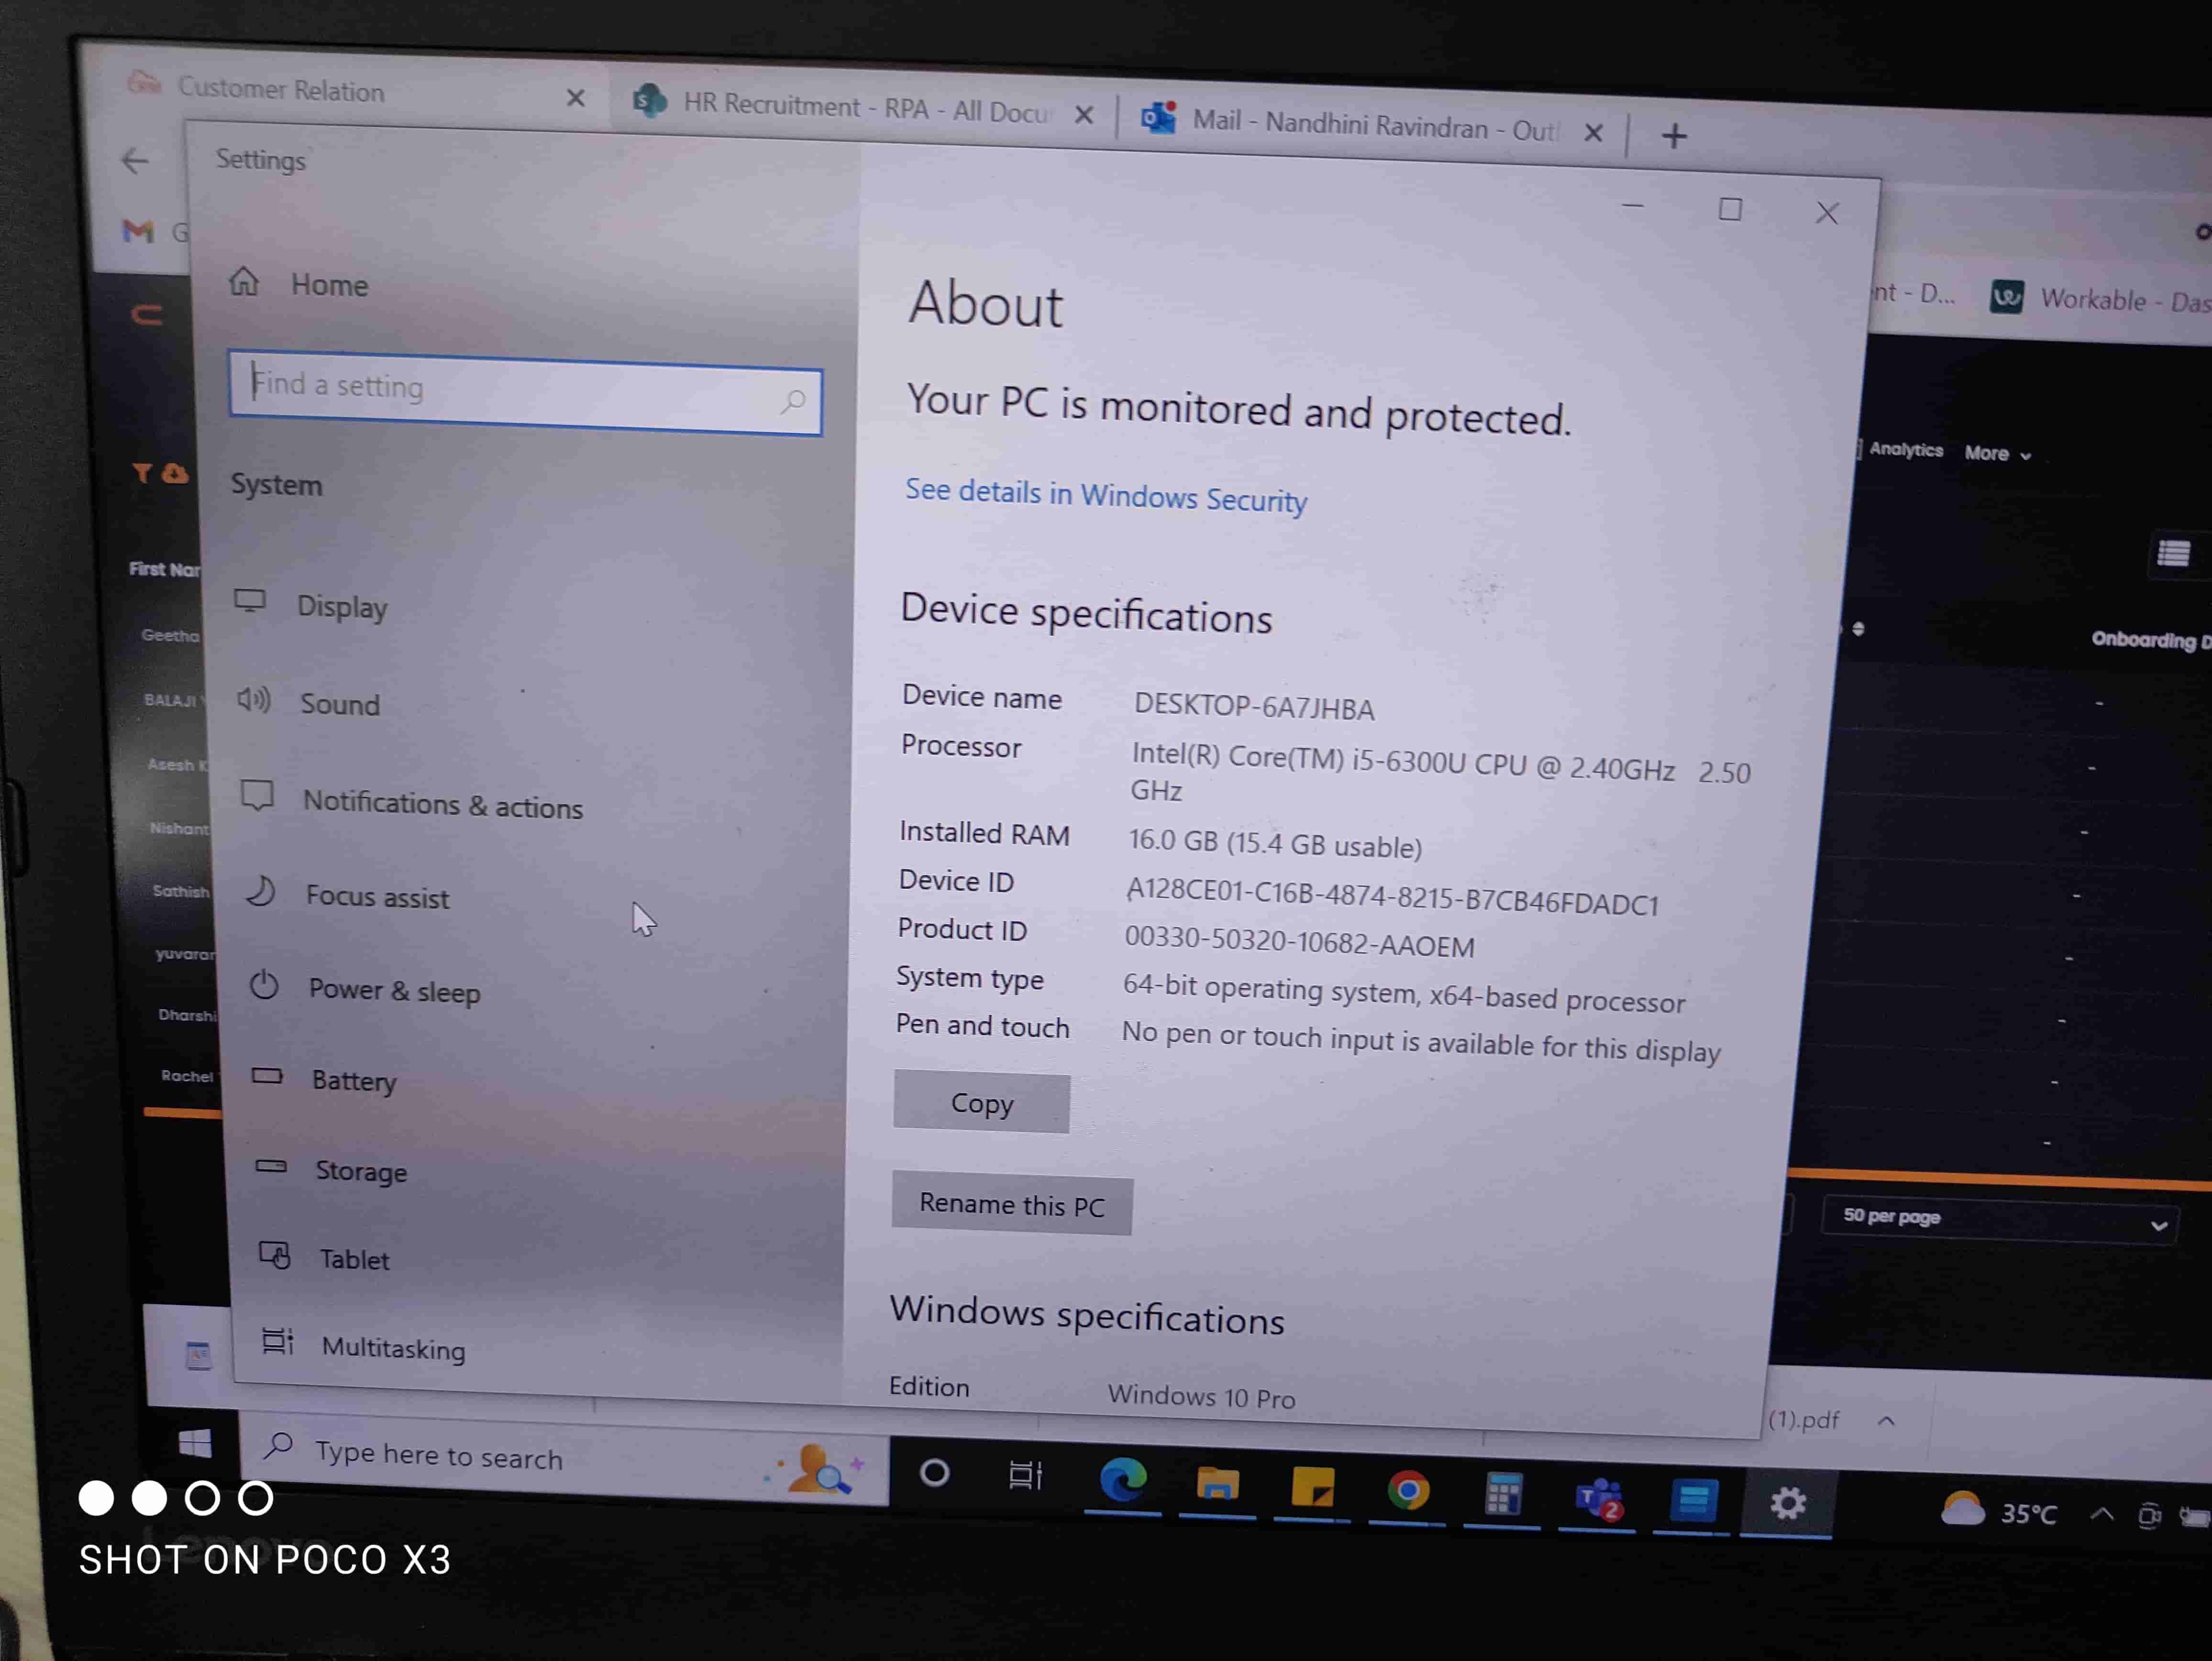 Customer Relation
HR Recruitment - RPA - All Docu
Mail - Nandhini Ravindran - Outl
Settings
G
nt - D...
Workable - Das
Home
Find a setting
System
Display
Sound
Notifications & actions
Focus assist
Power & sleep
Battery
Storage
Tablet
Multitasking
About
Your PC is monitored and protected.
See details in Windows Security
Device specifications
Device name DESKTOP-6A7JHBA
Processor Intel(R) Core(TM) i5-6300U CPU @ 2.40GHz 2.50
GHz
Installed RAM 16.0 GB (15.4 GB usable)
Device ID A128CE01-C16B-4874-8215-B7CB46FDADC1
Product ID 00330-50320-10682-AAOEM
System type 64-bit operating system, x64-based processor
Pen and touch No pen or touch input is available for this display
Copy
Rename this PC
Windows specifications
Edition Windows 10 Pro
First Nar
Geetha
BALAJI
Asesh K
Nishant
Sathish
yuvarar
Dharshi
Rachel
Analytics More
Onboarding D
50 per page
(1).pdf
Type here to search
2
35°C
SHOT ON POCO X3